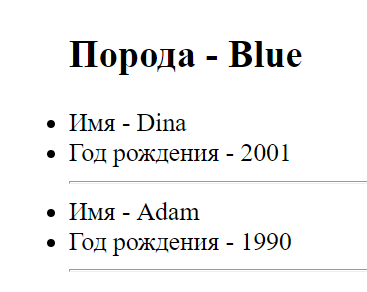 Порода - Blue
Имя - Dina
Год рождения - 2001
Имя - Adam
Год рождения - 1990